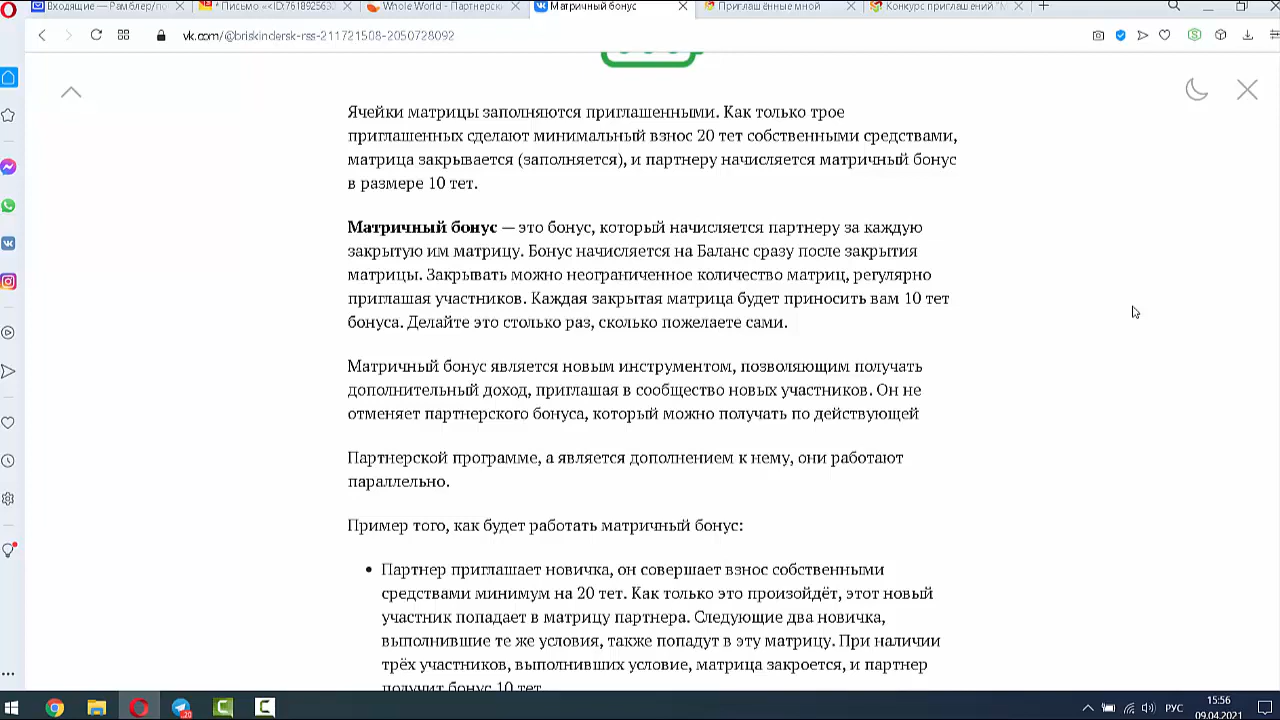 Входящие — Рамблер/по
* Письмо «<ID:761892563
Whole World - Партнерск
Матричный бонус
Приглашённые мной
Конкурс приглашений "М
vk.com/@briskindersk-rss-211721508-2050728092
Ячейки матрицы заполняются приглашенными. Как только трое
приглашенных сделают минимальный взнос 20 тет собственными средствами,
матрица закрывается (заполняется), и партнеру начисляется матричный бонус
в размере 10 тет.
Матричный бонус — это бонус, который начисляется партнеру за каждую
закрытую им матрицу. Бонус начисляется на Баланс сразу после закрытия
матрицы. Закрывать можно неограниченное количество матриц, регулярно
приглашая участников. Каждая закрытая матрица будет приносить вам 10 тет
бонуса. Делайте это столько раз, сколько пожелаете сами.
Матричный бонус является новым инструментом, позволяющим получать
дополнительный доход, приглашая в сообщество новых участников. Он не
отменяет партнерского бонуса, который можно получать по действующей
Партнерской программе, а является дополнением к нему, они работают
параллельно.
Пример того, как будет работать матричный бонус:
• Партнер приглашает новичка, он совершает взнос собственными
средствами минимум на 20 тет. Как только это произойдёт, этот новый
участник попадает в матрицу партнера. Следующие два новичка,
выполнившие те же условия, также попадут в эту матрицу. При наличии
трёх участников, выполнивших условие, матрица закроется, и партнер
получит бонус 10 тет.
20
РУС
15:56
09.04.2021